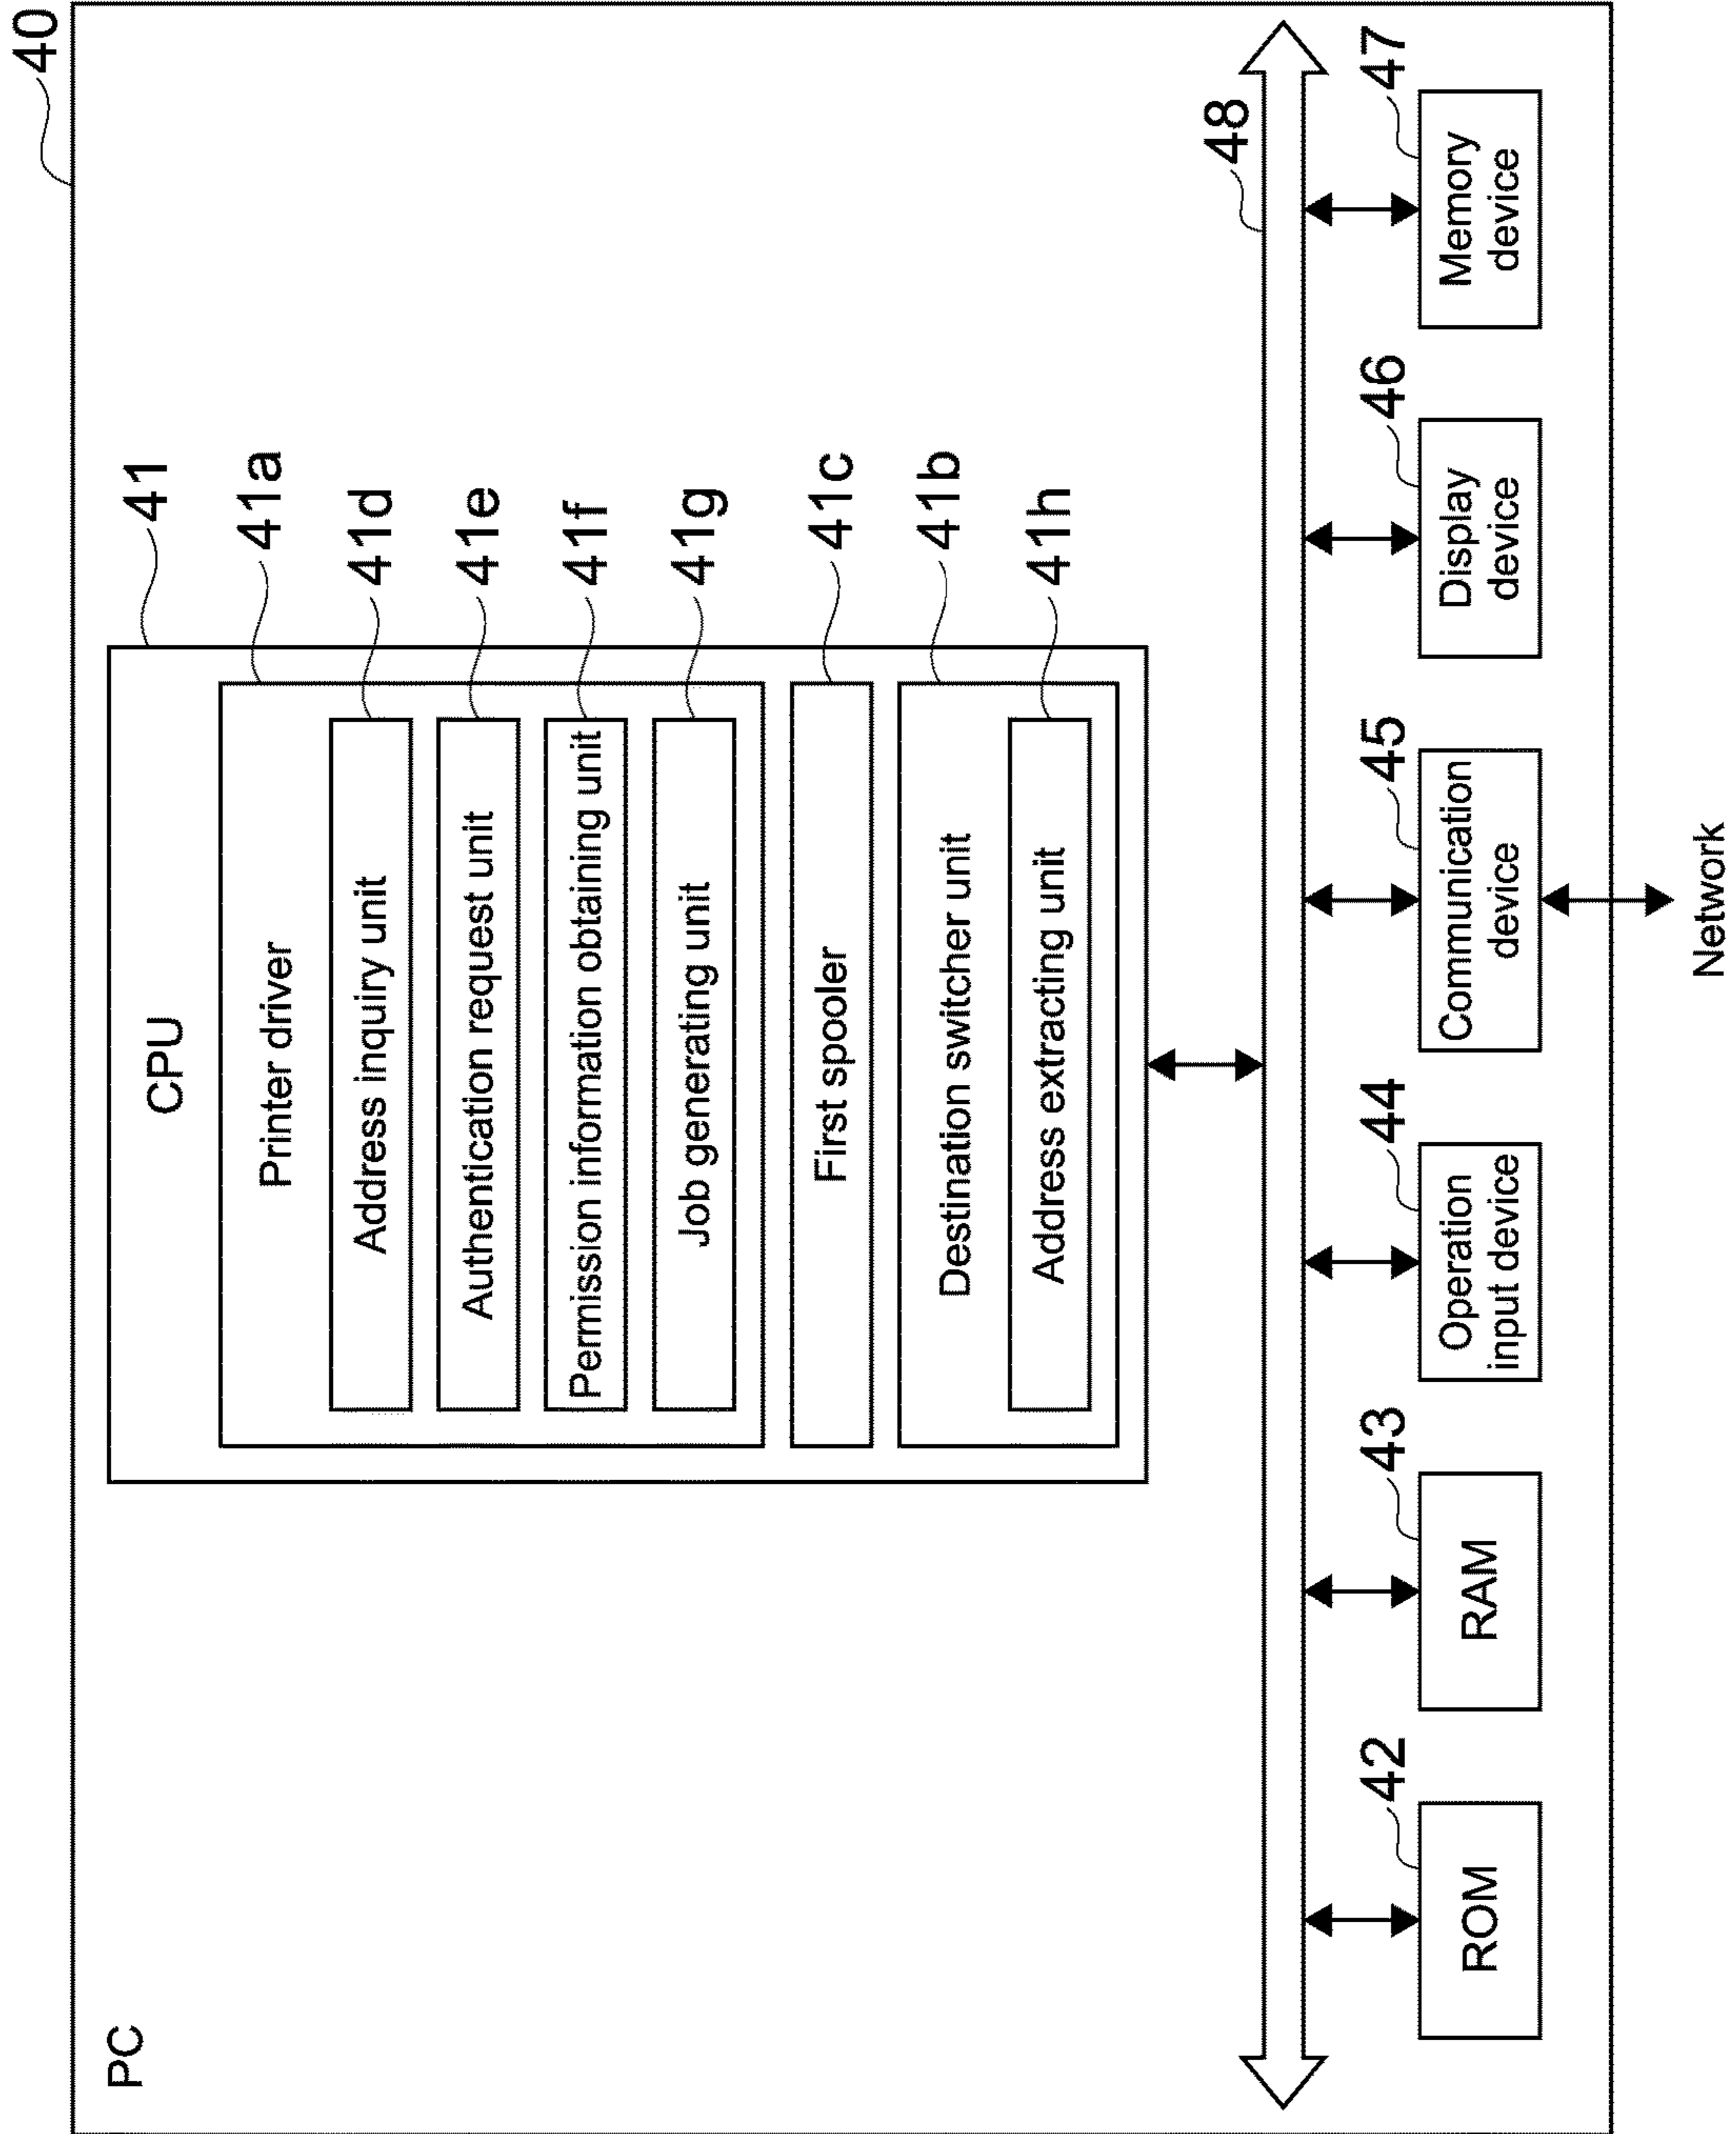 40
PC
41
CPU
41a
Printer driver
41d
Address inquiry unit
41e
Authentication request unit
41f
Permission information obtaining unit
41g
Job generating unit
41c
First spooler
41b
Destination switcher unit
41h
Address extracting unit
48
42
43
44
45
46
47
ROM
RAM
Operation
input device
Communication
device
Display
device
Memory
device
Network